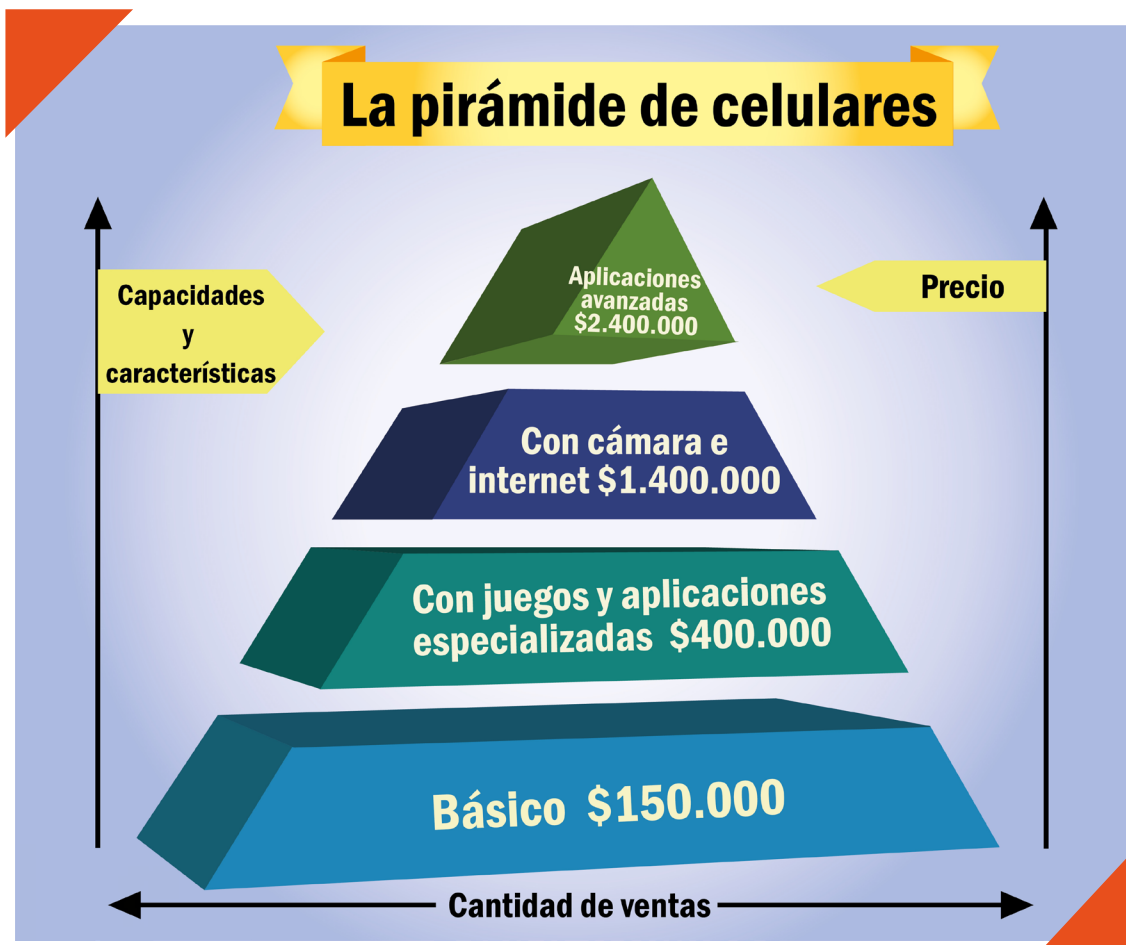 La pirámide de celulares
Capacidades
y
características
Precio
Aplicaciones
avanzadas
$2.400.000
Con cámara e
internet $1.400.000
Con juegos y aplicaciones
especializadas $400.000
Básico $150.000
Cantidad de ventas